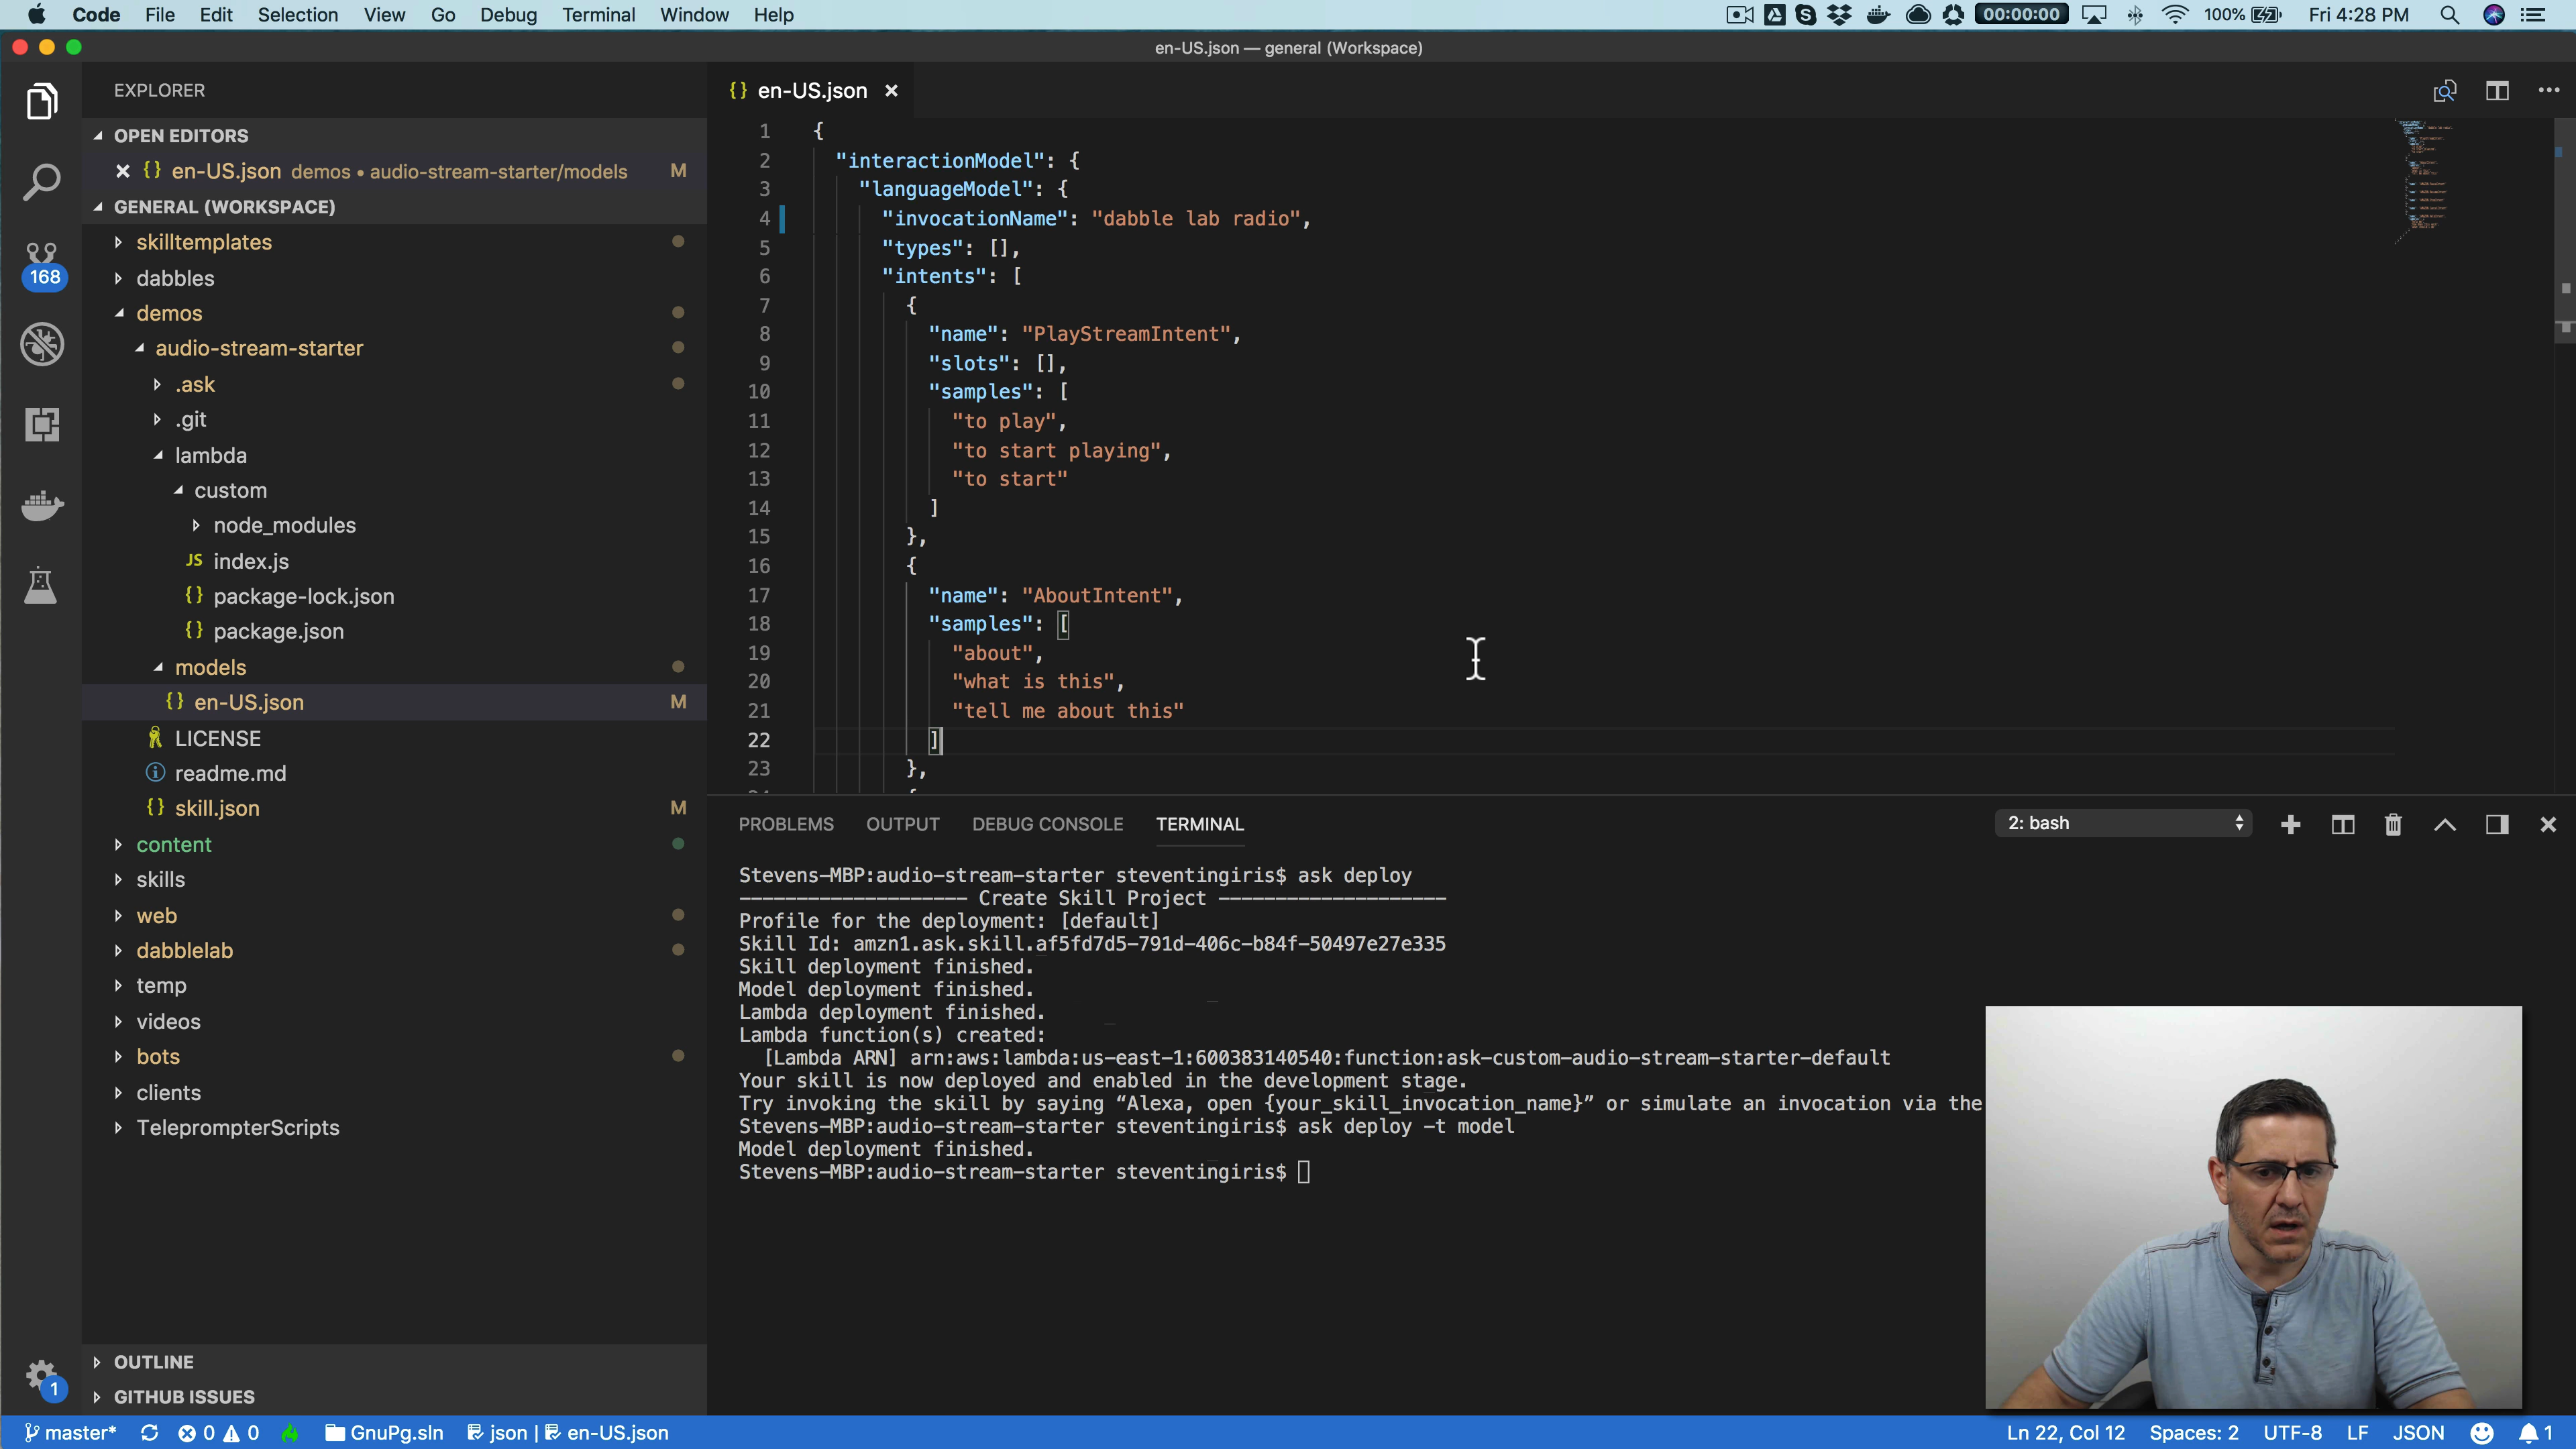 Code File Edit Selection View Go Debug Terminal Window Help
00:00:00 100% Fri 4:28 PM
en-US.json — general (Workspace)
EXPLORER
OPEN EDITORS
{} en-US.json demos • audio-stream-starter/models M
GENERAL (WORKSPACE)
skilltemplates
168
dabbles
demos
audio-stream-starter
.ask
.git
lambda
custom
node_modules
JS index.js
{} package-lock.json
{} package.json
models
{} en-US.json M
LICENSE
readme.md
{} skill.json M
content
skills
web
dabblelab
temp
videos
bots
clients
TeleprompterScripts
OUTLINE
1
GITHUB ISSUES
{} en-US.json
1 {
2 "interactionModel": {
3 "languageModel": {
4 "invocationName": "dabble lab radio",
5 "types": [],
6 "intents": [
7 {
8 "name": "PlayStreamIntent",
9 "slots": [],
10 "samples": [
11 "to play",
12 "to start playing",
13 "to start"
14 ]
15 },
16 {
17 "name": "AboutIntent",
18 "samples": [
19 "about",
20 "what is this",
21 "tell me about this"
22 ]
23 },
PROBLEMS OUTPUT DEBUG CONSOLE TERMINAL 2: bash
Stevens-MBP:audio-stream-starter steventingiris$ ask deploy
-------------------- Create Skill Project --------------------
Profile for the deployment: [default]
Skill Id: amzn1.ask.skill.af5fd7d5-791d-406c-b84f-50497e27e335
Skill deployment finished.
Model deployment finished.
Lambda deployment finished.
Lambda function(s) created:
[Lambda ARN] arn:aws:lambda:us-east-1:600383140540:function:ask-custom-audio-stream-starter-default
Your skill is now deployed and enabled in the development stage.
Try invoking the skill by saying “Alexa, open {your_skill_invocation_name}” or simulate an invocation via the
Stevens-MBP:audio-stream-starter steventingiris$ ask deploy -t model
Model deployment finished.
Stevens-MBP:audio-stream-starter steventingiris$
master* 0 0 GnuPg.sln json | en-US.json Ln 22, Col 12 Spaces: 2 UTF-8 LF JSON 1